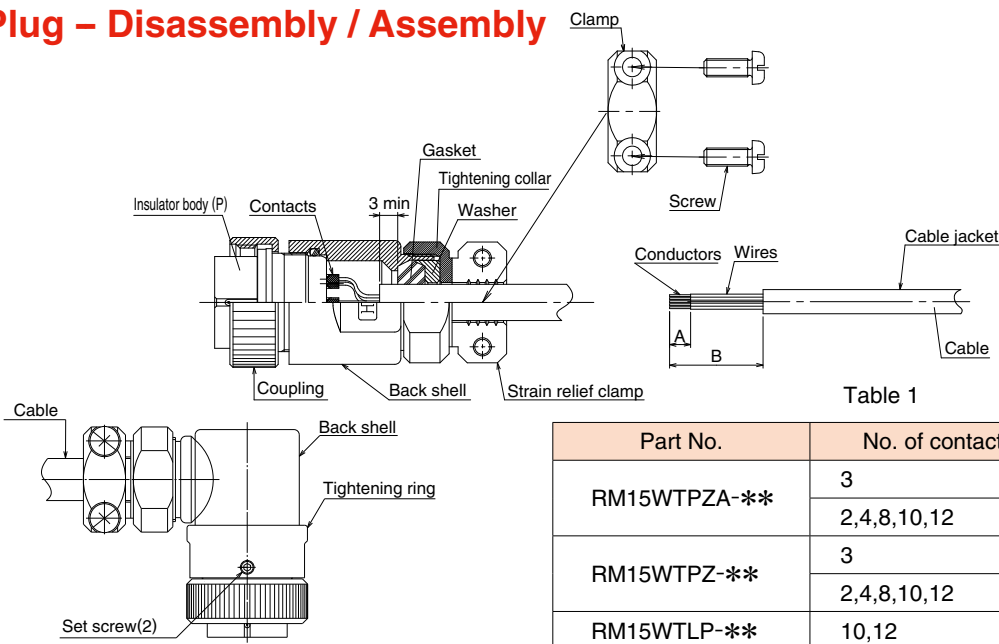 Plug – Disassembly / Assembly
Clamp
Screw
Gasket
Tightening collar
3 min
Washer
Insulator body (P)
Contacts
Coupling
Back shell
Strain relief clamp
Conductors
Wires
Cable jacket
A
B
Cable
Cable
Back shell
Tightening ring
Set screw(2)
Table 1
Part No.
No. of contact
RM15WTPZA-**
3
2,4,8,10,12
RM15WTPZ-**
3
2,4,8,10,12
RM15WTLP-**
10,12